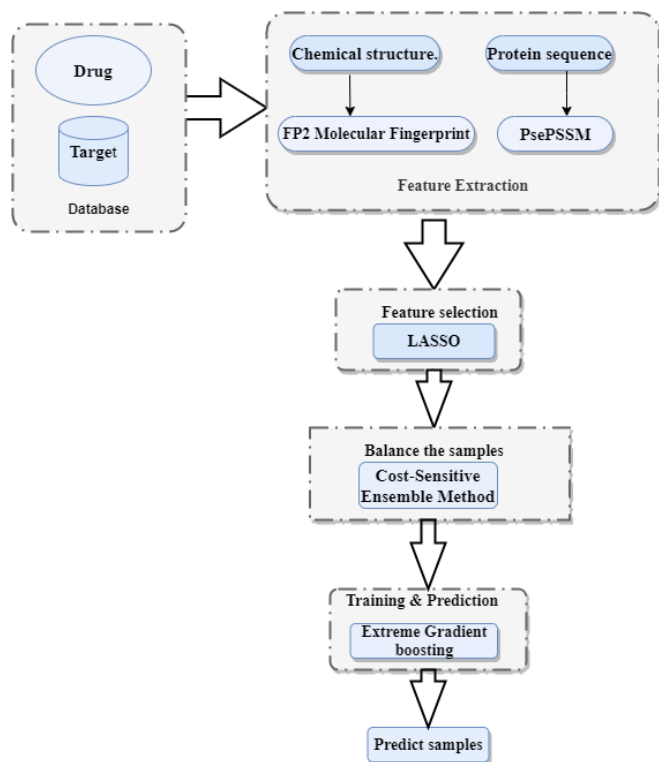 Drug
Target
Database
Chemical structure.
Protein sequence
FP2 Molecular Fingerprint
PsePSSM
Feature Extraction
Feature selection
LASSO
Balance the samples
Cost-Sensitive
Ensemble Method
Training & Prediction
Extreme Gradient
boosting
Predict samples